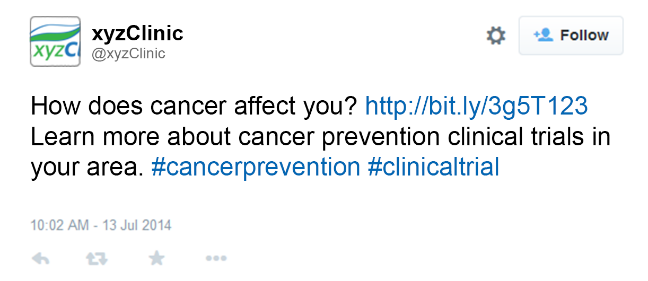 xyzCl
xyzClinic
@xyzClinic
Follow
How does cancer affect you? http://bit.ly/3g5T123
Learn more about cancer prevention clinical trials in
your area. #cancerprevention #clinicaltrial
10:02 AM - 13 Jul 2014